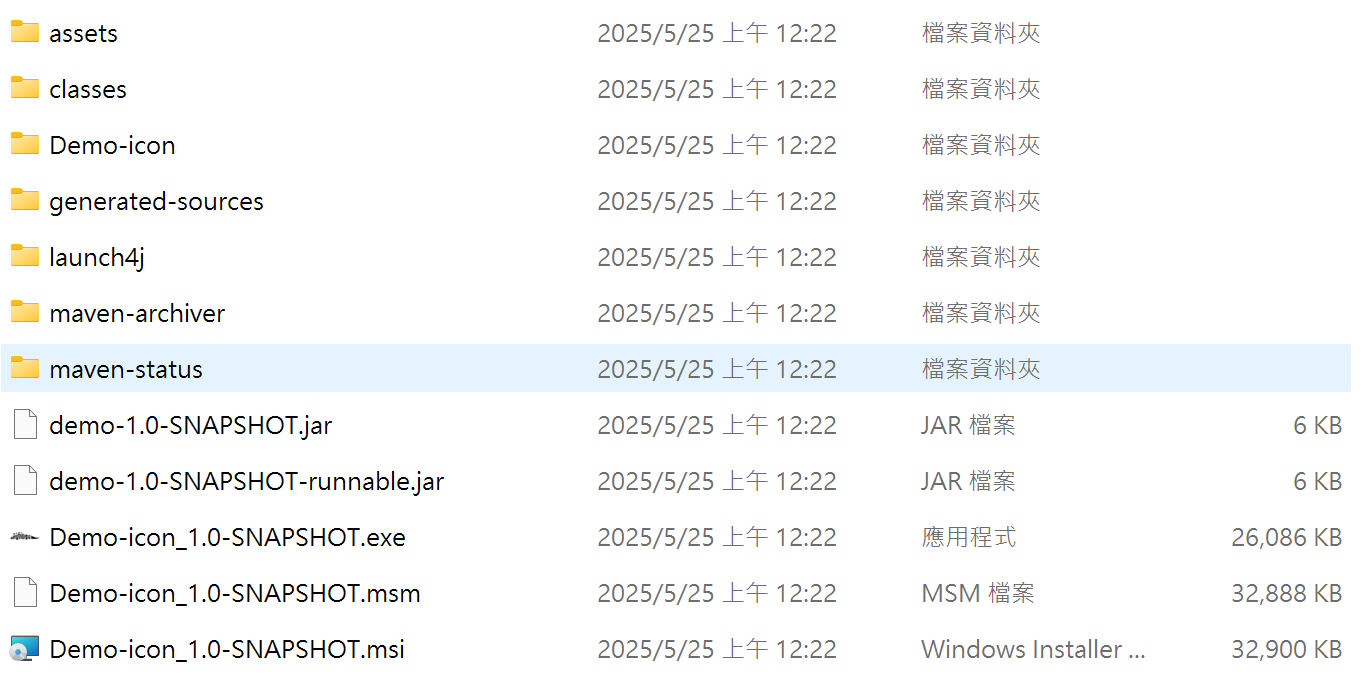 assets 2025/5/25 上午 12:22 檔案資料夾
classes 2025/5/25 上午 12:22 檔案資料夾
Demo-icon 2025/5/25 上午 12:22 檔案資料夾
generated-sources 2025/5/25 上午 12:22 檔案資料夾
launch4j 2025/5/25 上午 12:22 檔案資料夾
maven-archiver 2025/5/25 上午 12:22 檔案資料夾
maven-status 2025/5/25 上午 12:22 檔案資料夾
demo-1.0-SNAPSHOT.jar 2025/5/25 上午 12:22 JAR 檔案 6 KB
demo-1.0-SNAPSHOT-runnable.jar 2025/5/25 上午 12:22 JAR 檔案 6 KB
Demo-icon_1.0-SNAPSHOT.exe 2025/5/25 上午 12:22 應用程式 26,086 KB
Demo-icon_1.0-SNAPSHOT.msm 2025/5/25 上午 12:22 MSM 檔案 32,888 KB
Demo-icon_1.0-SNAPSHOT.msi 2025/5/25 上午 12:22 Windows Installer ... 32,900 KB